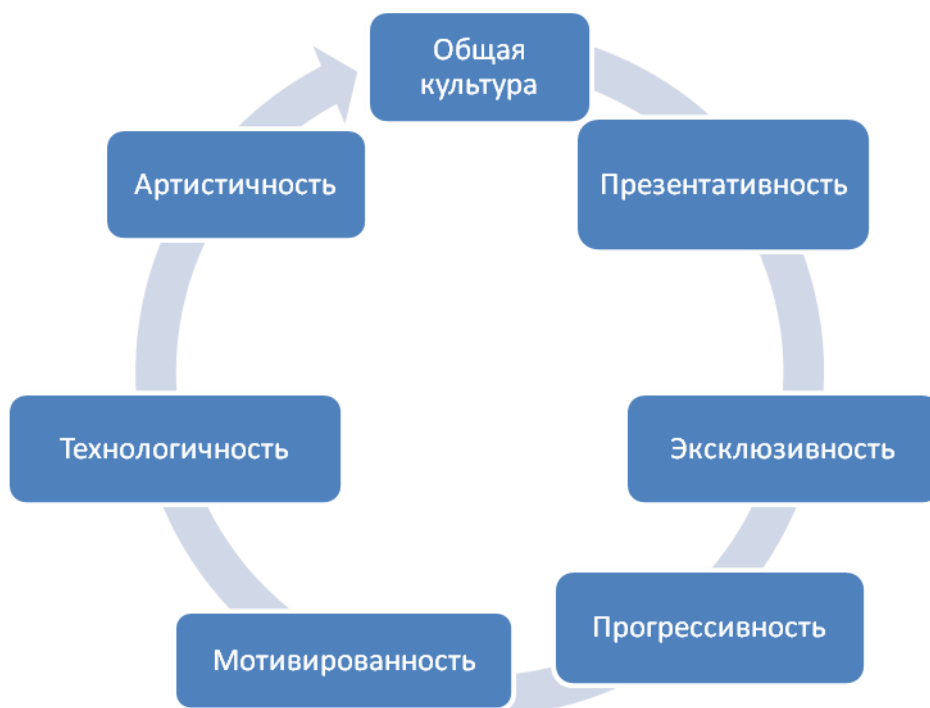 Общая
культура
Презентативность
Эксклюзивность
Прогрессивность
Мотивированность
Технологичность
Артистичность